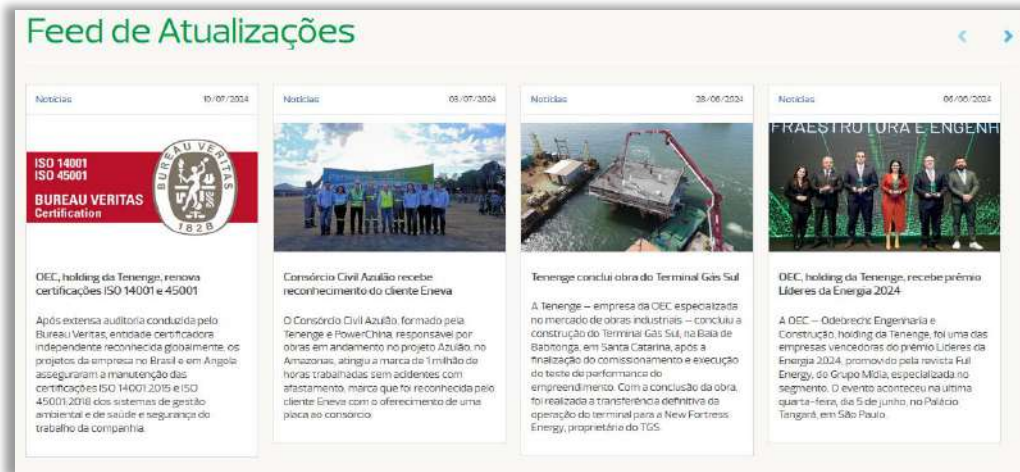 Feed de Atualizações
Notícias 10/07/2024
ISO 14001
ISO 45001
BUREAU VERITAS
Certification
BUREAU VERITAS
1828
OEC, holding da Tenenge, renova
certificações ISO 14001 e 45001
Após extensa auditoria conduzida pelo
Bureau Veritas, entidade certificadora
independente reconhecida globalmente, os
projetos da empresa no Brasil e em Angola
asseguraram a manutenção das
certificações ISO 14001:2015 e ISO
45001:2018 dos sistemas de gestão
ambiental e de saúde e segurança do
trabalho da companhia.
Notícias 03/07/2024
Consórcio Civil Azulão recebe
reconhecimento do cliente Eneva
O Consórcio Civil Azulão, formado pela
Tenenge e PowerChina, responsável por
obras em andamento no projeto Azulão, no
Amazonas, atingiu a marca de 1 milhão de
horas trabalhadas sem acidentes com
afastamento, marca que foi reconhecida pelo
cliente Eneva com o oferecimento de uma
placa ao consórcio.
Notícias 28/06/2024
Tenenge conclui obra do Terminal Gás Sul
A Tenenge – empresa da OEC especializada
no mercado de obras industriais – concluiu a
construção do Terminal Gás Sul, na Baía de
Babitonga, em Santa Catarina, após a
finalização do comissionamento e execução
do teste de performance do
empreendimento. Com a conclusão da obra,
foi realizada a transferência definitiva da
operação do terminal para a New Fortress
Energy, proprietária do TGS.
Notícias 06/06/2024
FRAESTRUTURA E ENGENH
OEC, holding da Tenenge, recebe prêmio
Líderes da Energia 2024
A OEC – Odebrecht Engenharia e
Construção, holding da Tenenge, foi uma das
empresas vencedoras do prêmio Líderes da
Energia 2024, promovido pela revista Full
Energy, do Grupo Mídia, especializada no
segmento. O evento aconteceu na última
quarta-feira, dia 5 de junho, no Palácio
Tangará, em São Paulo.